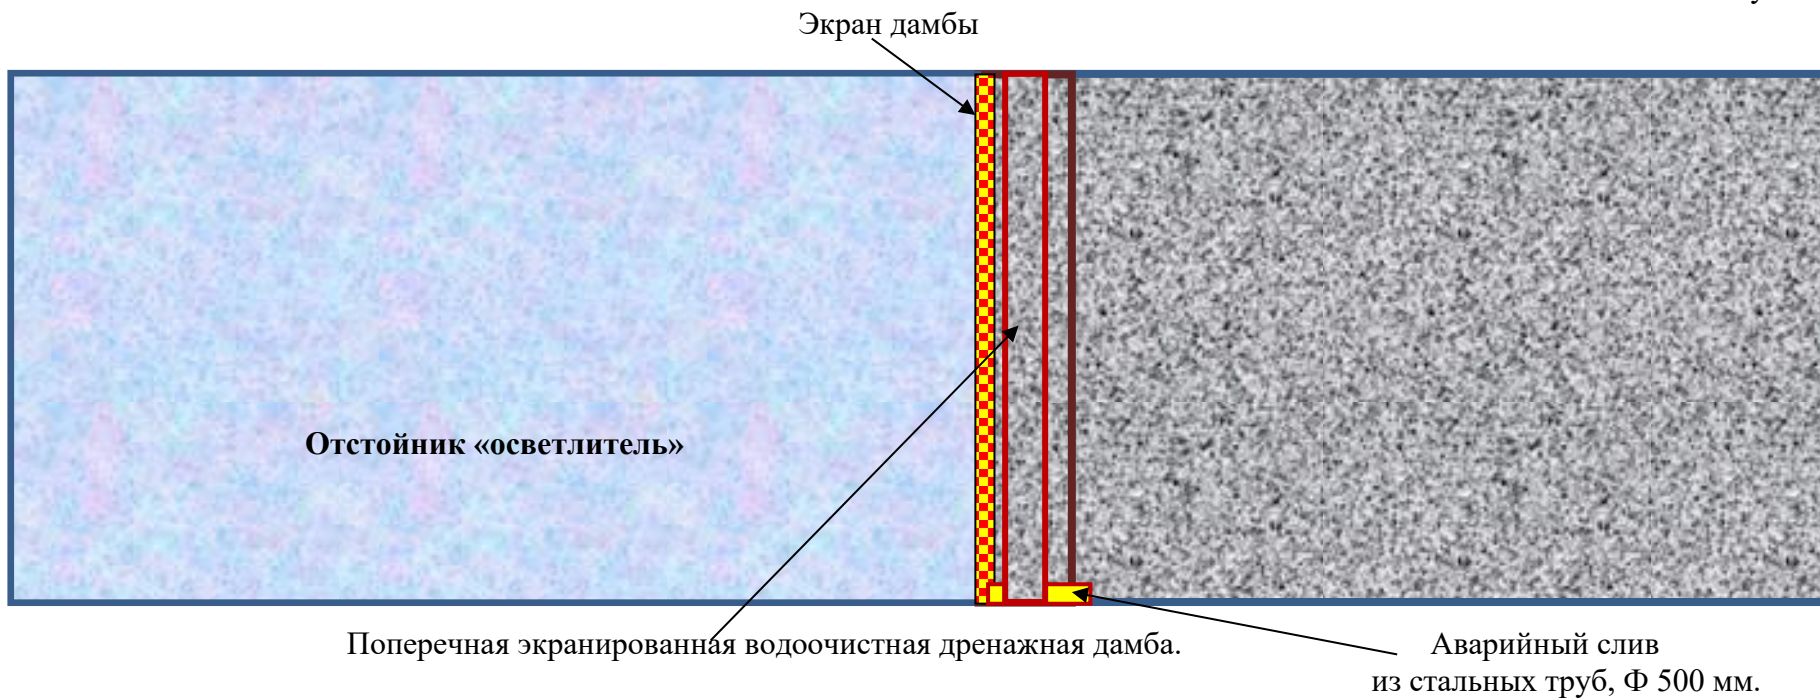 Экран дамбы
Отстойник «осветлитель»
Поперечная экранированная водоочистная дренажная дамба.
Аварийный слив
из стальных труб, Ф 500 мм.